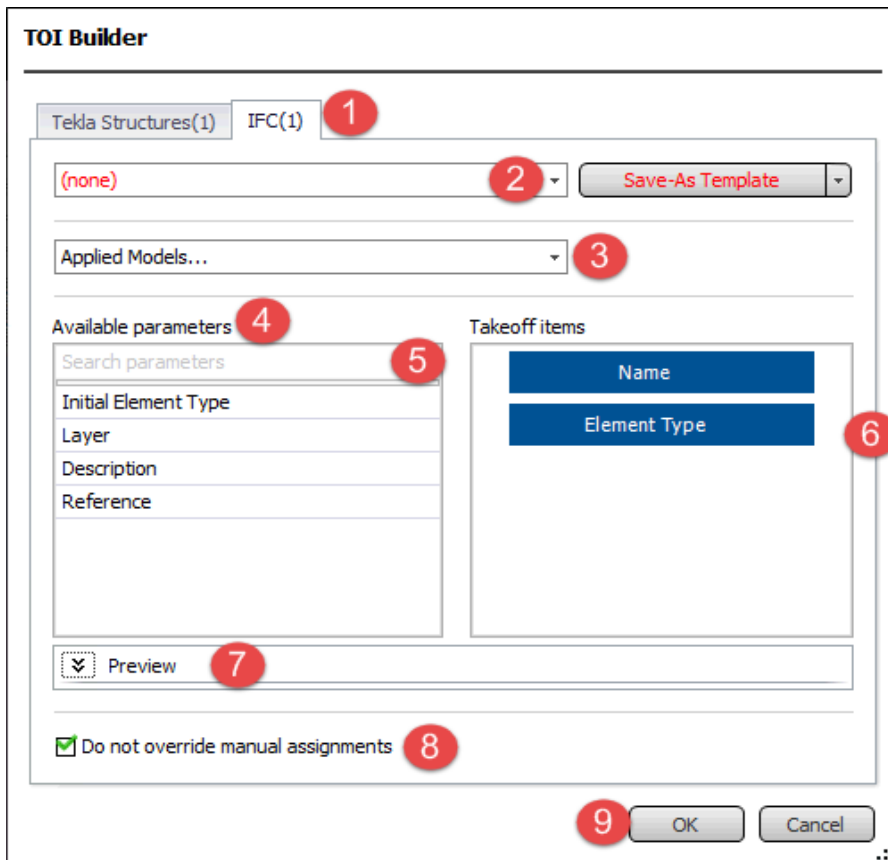 TOI Builder
Tekla Structures(1) IFC(1) 1
(none) 2 Save-As Template
Applied Models... 3
Available parameters 4 Takeoff items
Search parameters 5 Name
Initial Element Type
Layer Element Type 6
Description
Reference
Preview 7
Do not override manual assignments 8
9 OK Cancel